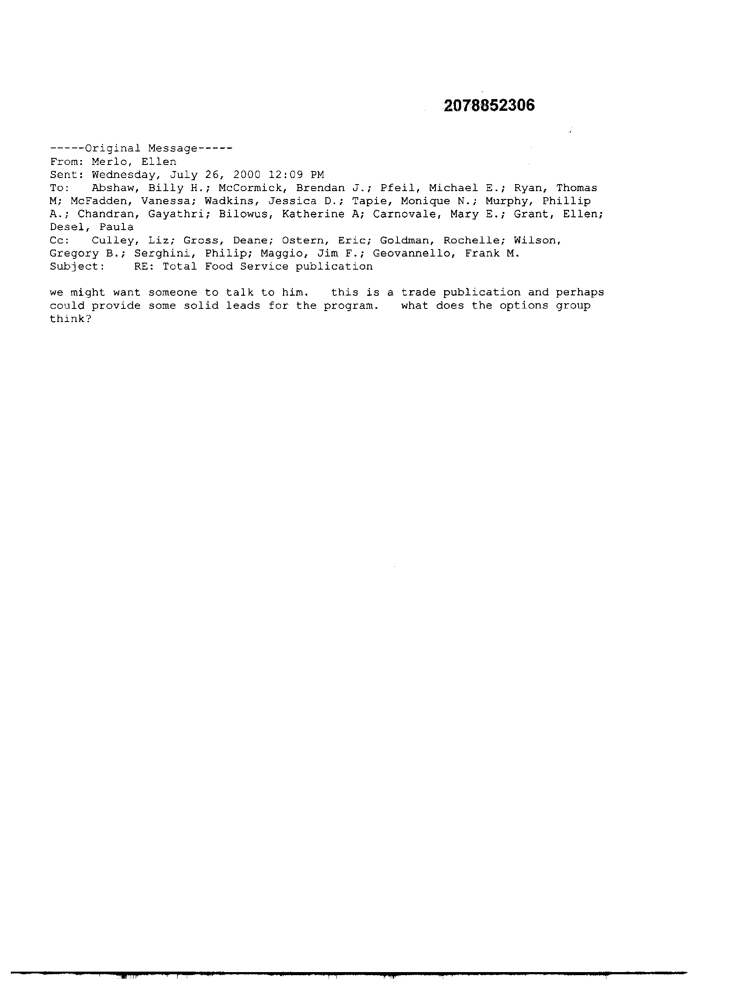 2078852306
-----Original Message-----
From: Merlo, Ellen
Sent: Wednesday, July 26, 2000 12:09 PM
To: Abshaw, Billy H.; McCormick, Brendan J.; Pfeil, Michael E.; Ryan, Thomas
M; McFadden, Vanessa; Wadkins, Jessica D.; Tapie, Monique N.; Murphy, Phillip
A.; Chandran, Gayathri; Bilowus, Katherine A; Carnovale, Mary E.; Grant, Ellen;
Desel, Paula
Cc: Culley, Liz; Gross, Deane; Ostern, Eric; Goldman, Rochelle; Wilson,
Gregory B.; Serghini, Philip; Maggio, Jim F.; Geovannello, Frank M.
Subject: RE: Total Food Service publication
we might want someone to talk to him. this is a trade publication and perhaps
could provide some solid leads for the program. what does the options group
think?